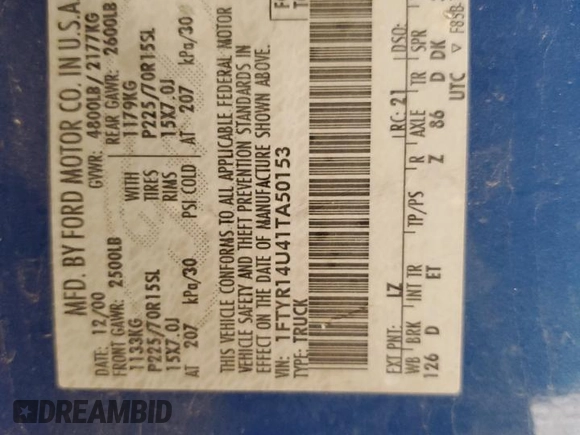 MFD. BY FORD MOTOR CO. IN U.S.A.
DATE: 12/00 GVWR: 4800LB/ 2177KG
FRONT GAWR: 2500LB REAR GAWR: 2600LB
1133KG WITH 1179KG
P225/70R15SL TIRES P225/70R15SL
15X7.0J RIMS 15X7.0J
AT 207 kPa/30 PSI COLD AT 207 kPa/30
THIS VEHICLE CONFORMS TO ALL APPLICABLE FEDERAL MOTOR
VEHICLE SAFETY AND THEFT PREVENTION STANDARDS IN
EFFECT ON THE DATE OF MANUFACTURE SHOWN ABOVE.
VIN: 1FTYR14U41TA50153
TYPE: TRUCK
EXT PNT: LZ RC: 21 DSO:
WB BRK INT TR TP/PS R AXLE TR SPR
126 D ET Z 86 D DK
UTC
DREAMBID